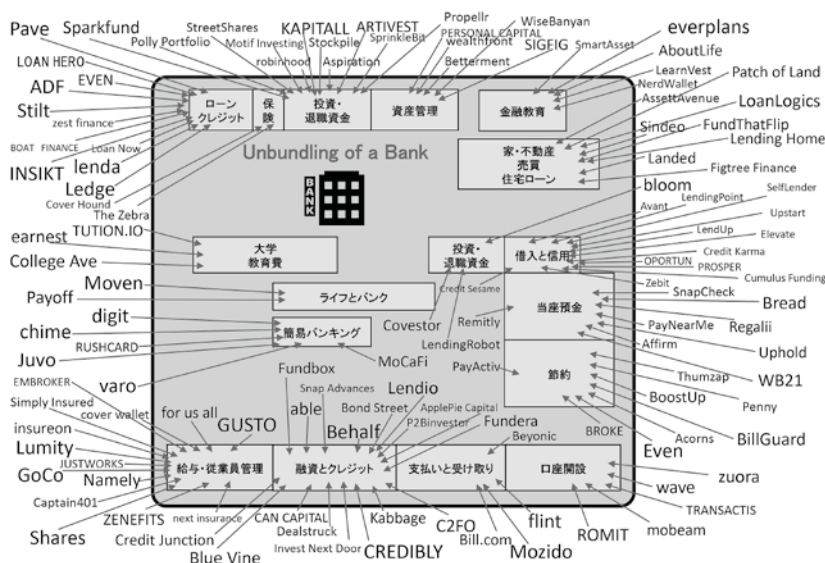 Pave
Sparkfund
Polly Portfolio
StreetShares
Motif Investing
robinhood
KAPITALL
Stockpile
Aspiration
ARTIVEST
SprinkleBit
Propellr
PERSONAL CAPITAL
wealthfront
Betterment
WiseBanyan
SIGFIG
SmartAsset
everplans
AboutLife
LearnVest
NerdWallet
AssettAvenue
Patch of Land
LoanLogics
Sindeo
FundThatFlip
Lending Home
Landed
Figtree Finance
LOAN HERO
EVEN
ADF
Stilt
zest finance
BOAT FINANCE
Loan Now
INSIKT
lenda
Ledge
Cover Hound
The Zebra
ローン
クレジット
保険
投資・
退職資金
資産管理
金融教育
家・不動産
売買
住宅ローン
Unbundling of a Bank
BANK
bloom
Avant
LendingPoint
SelfLender
LendUp
Upstart
Elevate
Credit Karma
OPORTUN
PROSPER
Cumulus Funding
Zebit
TUTION.IO
earnest
College Ave
大学
教育費
投資・
退職資金
借入と信用
Credit Sesame
Moven
Payoff
ライフとバンク
digit
chime
RUSHCARD
Juvo
varo
簡易バンキング
MoCaFi
Covestor
LendingRobot
Remitly
当座預金
SnapCheck
Bread
Regalii
PayNearMe
Uphold
Affirm
WB21
PayActiv
節約
Thumzap
Penny
BoostUp
BillGuard
Acorns
Even
BROKE
EMBROKER
Simply Insured
cover wallet
insureon
for us all
GUSTO
Lumity
JUSTWORKS
GoCo
Namely
Captain401
Shares
ZENEFITS
next insurance
給与・従業員管理
Fundbox
Snap Advances
able
Behalf
Bond Street
Lendio
ApplePie Capital
P2Binvestor
Fundera
Beyonic
融資とクレジット
支払いと受け取り
口座開設
Credit Junction
Blue Vine
CAN CAPITAL
Dealstruck
Invest Next Door
CREDIBLY
Kabbage
C2FO
Bill.com
Mozido
flint
ROMIT
mobeam
TRANSACTIS
wave
zuora